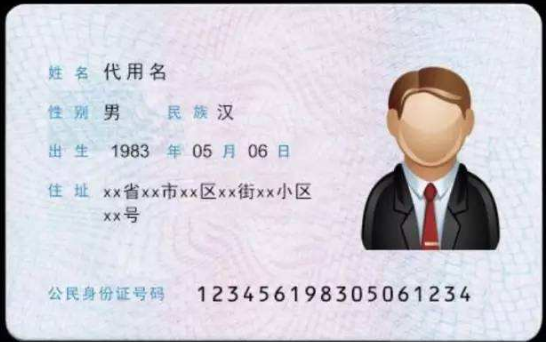 姓名 代用名
性别 男 民族 汉
出生 1983 年 05 月 06 日
住址 xx省xx市xx区xx街xx小区
xx号
公民身份证号码 123456198305061234